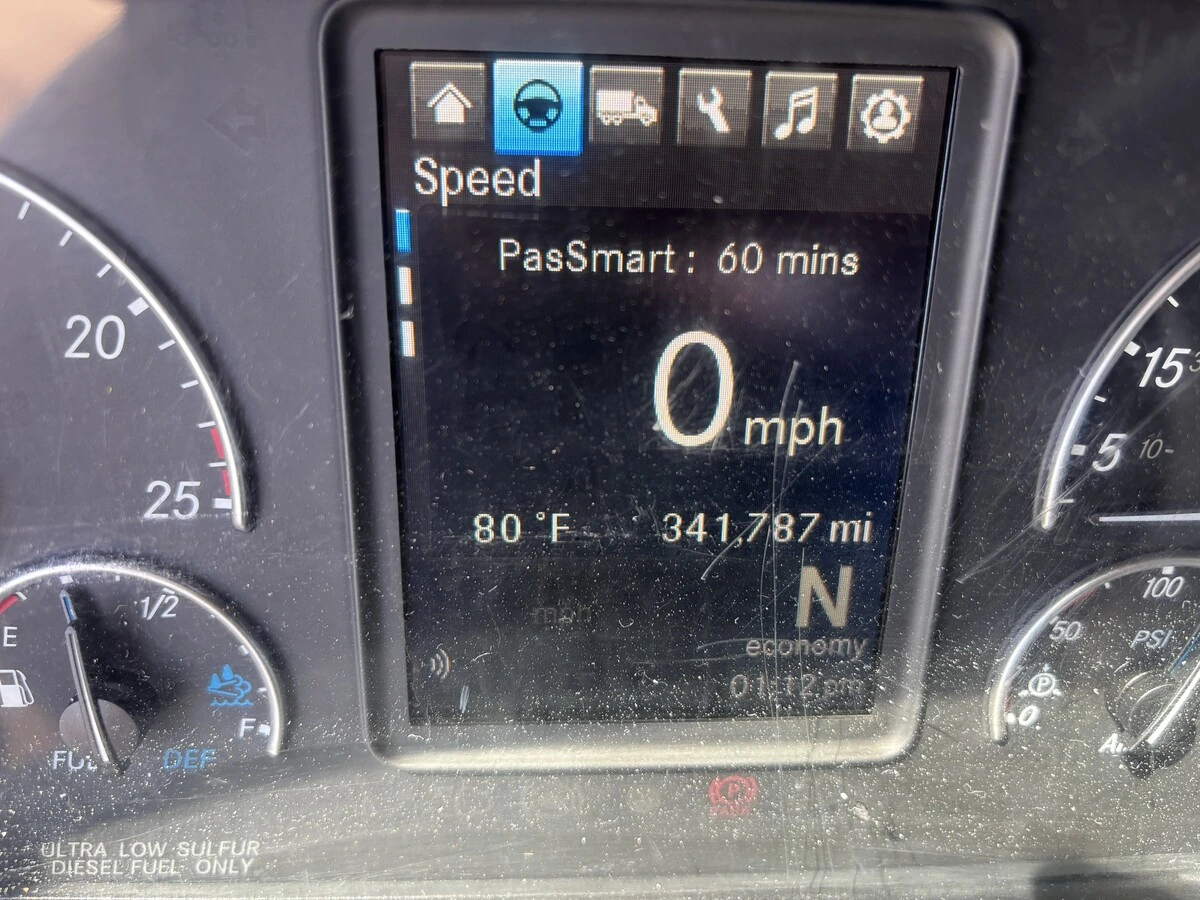 Speed
PasSmart: 60 mins
0 mph
80 °F 341,787 mi
N
economy
01:12 pm
20
25
E
1/2
F
DEF
ULTRA LOW SULFUR
DIESEL FUEL ONLY
15
5
10
100
50
PSI
P
0
P